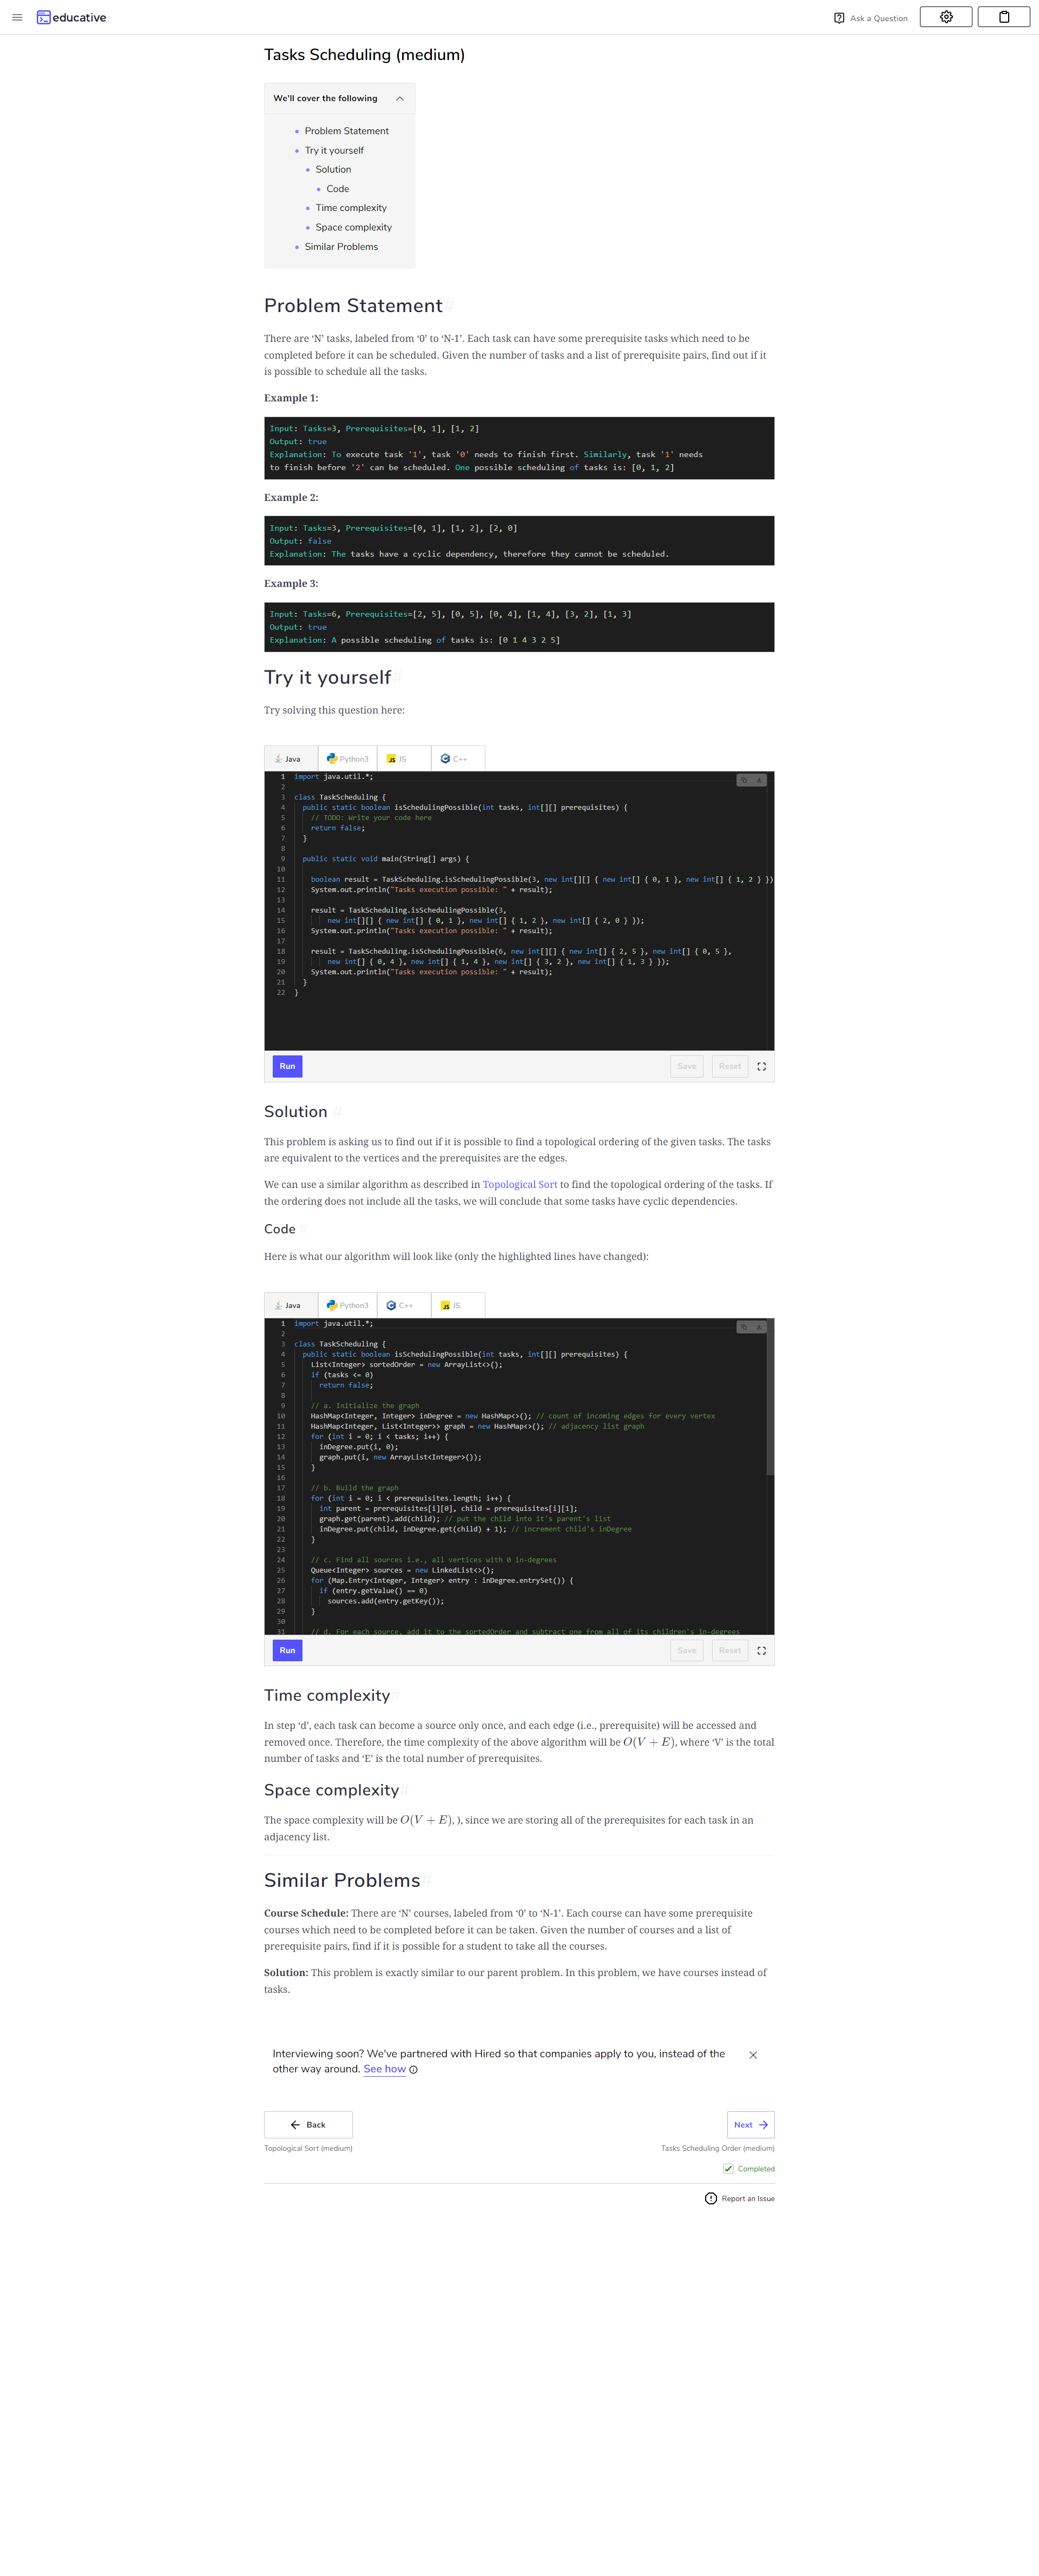 educative
Ask a Question
Tasks Scheduling (medium)
We'll cover the following
Problem Statement
Try it yourself
Solution
Code
Time complexity
Space complexity
Similar Problems
Problem Statement#
There are ‘N’ tasks, labeled from ‘0’ to ‘N-1’. Each task can have some prerequisite tasks which need to be
completed before it can be scheduled. Given the number of tasks and a list of prerequisite pairs, find out if it
is possible to schedule all the tasks.
Example 1:
Input: Tasks=3, Prerequisites=[0, 1], [1, 2]
Output: true
Explanation: To execute task '1', task '0' needs to finish first. Similarly, task '1' needs
to finish before '2' can be scheduled. One possible scheduling of tasks is: [0, 1, 2]
Example 2:
Input: Tasks=3, Prerequisites=[0, 1], [1, 2], [2, 0]
Output: false
Explanation: The tasks have a cyclic dependency, therefore they cannot be scheduled.
Example 3:
Input: Tasks=6, Prerequisites=[2, 5], [0, 5], [0, 4], [1, 4], [3, 2], [1, 3]
Output: true
Explanation: A possible scheduling of tasks is: [0 1 4 3 2 5]
Try it yourself#
Try solving this question here:
Java Python3 JS C++
1 import java.util.*;
2
3 class TaskScheduling {
4 public static boolean isSchedulingPossible(int tasks, int[][] prerequisites) {
5 // TODO: Write your code here
6 return false;
7 }
8
9 public static void main(String[] args) {
10
11 boolean result = TaskScheduling.isSchedulingPossible(3, new int[][] { new int[] { 0, 1 }, new int[] { 1, 2 } })
12 System.out.println("Tasks execution possible: " + result);
13
14 result = TaskScheduling.isSchedulingPossible(3,
15 new int[][] { new int[] { 0, 1 }, new int[] { 1, 2 }, new int[] { 2, 0 } });
16 System.out.println("Tasks execution possible: " + result);
17
18 result = TaskScheduling.isSchedulingPossible(6, new int[][] { new int[] { 2, 5 }, new int[] { 0, 5 },
19 new int[] { 0, 4 }, new int[] { 1, 4 }, new int[] { 3, 2 }, new int[] { 1, 3 } });
20 System.out.println("Tasks execution possible: " + result);
21 }
22 }
Run Save Reset
Solution #
This problem is asking us to find out if it is possible to find a topological ordering of the given tasks. The tasks
are equivalent to the vertices and the prerequisites are the edges.
We can use a similar algorithm as described in Topological Sort to find the topological ordering of the tasks. If
the ordering does not include all the tasks, we will conclude that some tasks have cyclic dependencies.
Code #
Here is what our algorithm will look like (only the highlighted lines have changed):
Java Python3 C++ JS
1 import java.util.*;
2
3 class TaskScheduling {
4 public static boolean isSchedulingPossible(int tasks, int[][] prerequisites) {
5 List<Integer> sortedOrder = new ArrayList<>();
6 if (tasks <= 0)
7 return false;
8
9 // a. Initialize the graph
10 HashMap<Integer, Integer> inDegree = new HashMap<>(); // count of incoming edges for every vertex
11 HashMap<Integer, List<Integer>> graph = new HashMap<>(); // adjacency list graph
12 for (int i = 0; i < tasks; i++) {
13 inDegree.put(i, 0);
14 graph.put(i, new ArrayList<Integer>());
15 }
16
17 // b. Build the graph
18 for (int i = 0; i < prerequisites.length; i++) {
19 int parent = prerequisites[i][0], child = prerequisites[i][1];
20 graph.get(parent).add(child); // put the child into it's parent's list
21 inDegree.put(child, inDegree.get(child) + 1); // increment child's inDegree
22 }
23
24 // c. Find all sources i.e., all vertices with 0 in-degrees
25 Queue<Integer> sources = new LinkedList<>();
26 for (Map.Entry<Integer, Integer> entry : inDegree.entrySet()) {
27 if (entry.getValue() == 0)
28 sources.add(entry.getKey());
29 }
30
31 // d. For each source, add it to the sortedOrder and subtract one from all of its children's in-degrees
Run Save Reset
Time complexity#
In step ‘d’, each task can become a source only once, and each edge (i.e., prerequisite) will be accessed and
removed once. Therefore, the time complexity of the above algorithm will be O(V + E), where ‘V’ is the total
number of tasks and ‘E’ is the total number of prerequisites.
Space complexity#
The space complexity will be O(V + E), ), since we are storing all of the prerequisites for each task in an
adjacency list.
Similar Problems#
Course Schedule: There are ‘N’ courses, labeled from ‘0’ to ‘N-1’. Each course can have some prerequisite
courses which need to be completed before it can be taken. Given the number of courses and a list of
prerequisite pairs, find if it is possible for a student to take all the courses.
Solution: This problem is exactly similar to our parent problem. In this problem, we have courses instead of
tasks.
Interviewing soon? We've partnered with Hired so that companies apply to you, instead of the
other way around. See how
Back Next
Topological Sort (medium) Tasks Scheduling Order (medium)
Completed
Report an Issue